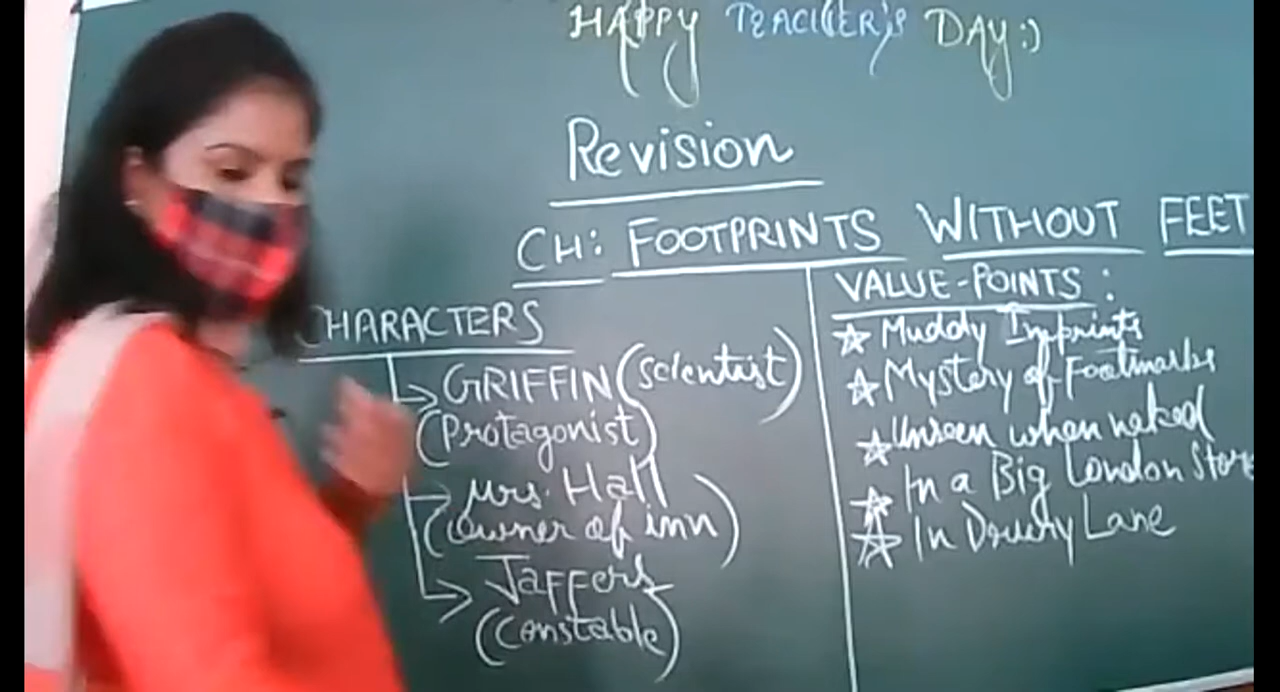 HAPPY TEACHER'S DAY :)
Revision
CH: FOOTPRINTS WITHOUT FEET
CHARACTERS
GRIFFIN (scientist)
(Protagonist)
Mrs. Hall
(Owner of inn)
Jaffers
(Constable)
VALUE-POINTS :
☆ Muddy Imprints
☆ Mystery of Footmarks
☆ Unseen when naked
☆ In a Big London Store
☆ In Drury Lane